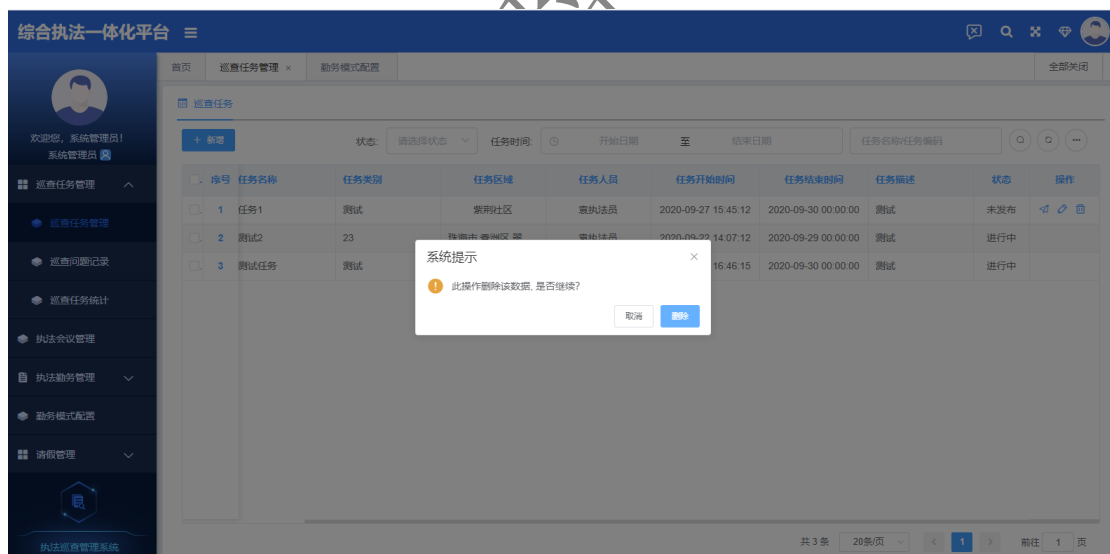 综合执法一体化平台
首页 巡查任务管理 × 勤务模式配置 全部关闭
欢迎您，系统管理员！
系统管理员
巡查任务管理
巡查任务管理
巡查问题记录
巡查任务统计
执法会议管理
执法勤务管理
勤务模式配置
请假管理
执法巡查管理系统
巡查任务
+ 新增 状态: 请选择状态 任务时间: 开始日期 至 结束日期 任务名称/任务编码
序号 任务名称 任务类别 任务区域 任务人员 任务开始时间 任务结束时间 任务描述 状态 操作
1 任务1 测试 紫荆社区 袁执法员 2020-09-27 15:45:12 2020-09-30 00:00:00 测试 未发布
2 测试2 23 珠海市 香洲区 翠 袁执法员 2020-09-22 14:07:12 2020-09-29 00:00:00 测试 进行中
3 测试任务 测试 16:46:15 2020-09-30 00:00:00 测试 进行中
系统提示 ×
此操作删除该数据, 是否继续?
取消 删除
共 3 条 20条/页 < 1 > 前往 1 页